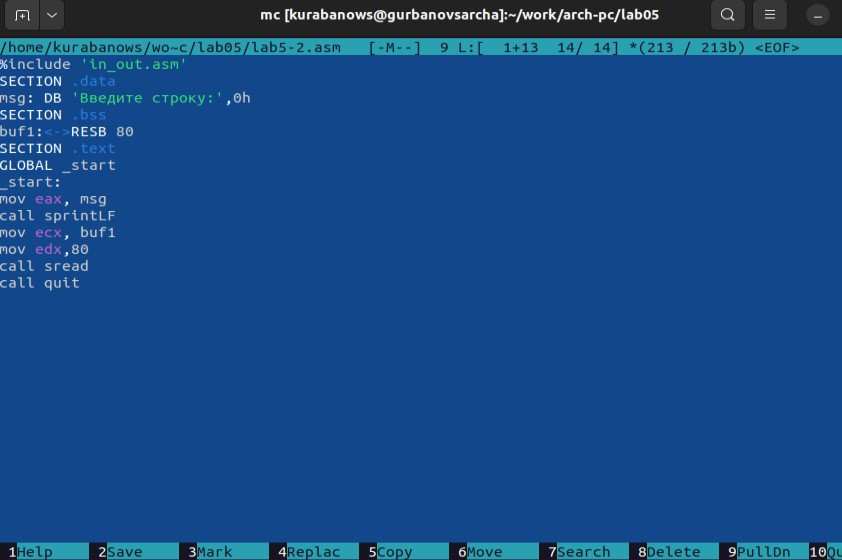 mc [kurabanows@gurbanovsarcha]:~/work/arch-pc/lab05
/home/kurabanows/wo~c/lab05/lab5-2.asm   [-M--]  9 L:[  1+13  14/ 14] *(213 / 213b) <EOF>
%include 'in_out.asm'
SECTION .data
msg: DB 'Введите строку:',0h
SECTION .bss
buf1:<->RESB 80
SECTION .text
GLOBAL _start
_start:
mov eax, msg
call sprintLF
mov ecx, buf1
mov edx,80
call sread
call quit
1Help 2Save 3Mark 4Replac 5Copy 6Move 7Search 8Delete 9PullDn 10Qu